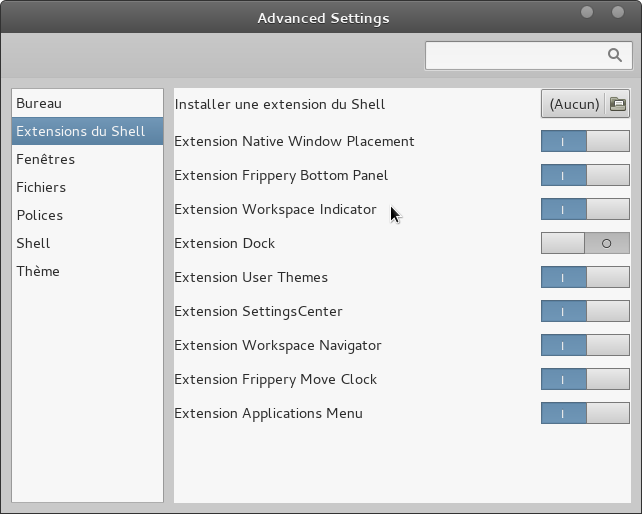 Advanced Settings
Bureau
Extensions du Shell
Fenêtres
Fichiers
Polices
Shell
Thème
Installer une extension du Shell
(Aucun)
Extension Native Window Placement
Extension Frippery Bottom Panel
Extension Workspace Indicator
Extension Dock
Extension User Themes
Extension SettingsCenter
Extension Workspace Navigator
Extension Frippery Move Clock
Extension Applications Menu